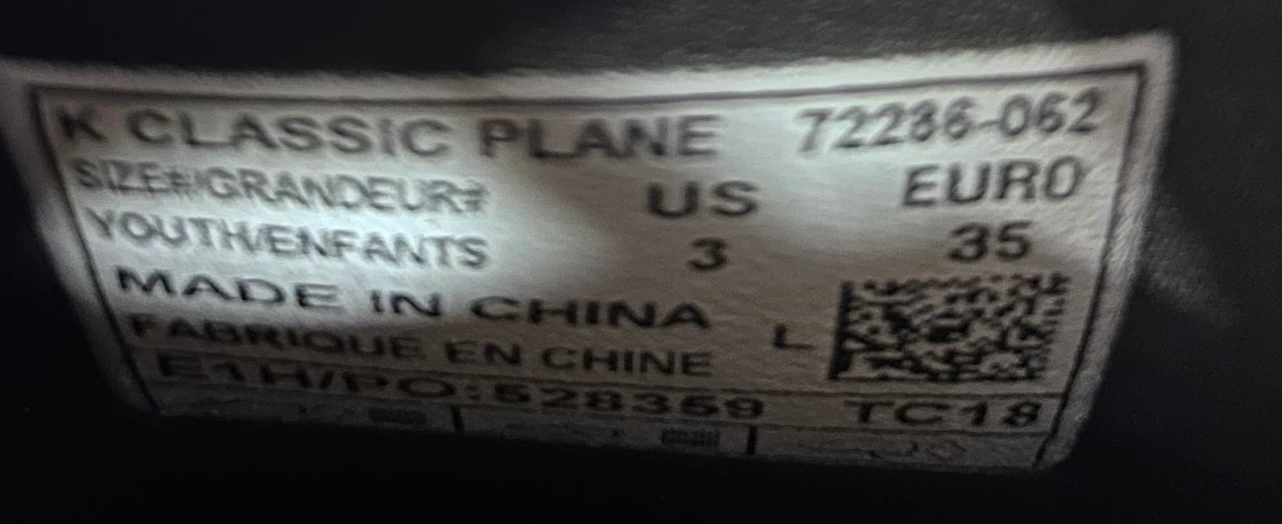 K CLASSIC PLANE 72286-062
SIZE#/GRANDEUR# US EURO
YOUTH/ENFANTS 3 35
MADE IN CHINA
FABRIQUE EN CHINE L
E1H/PO:528359 TC18